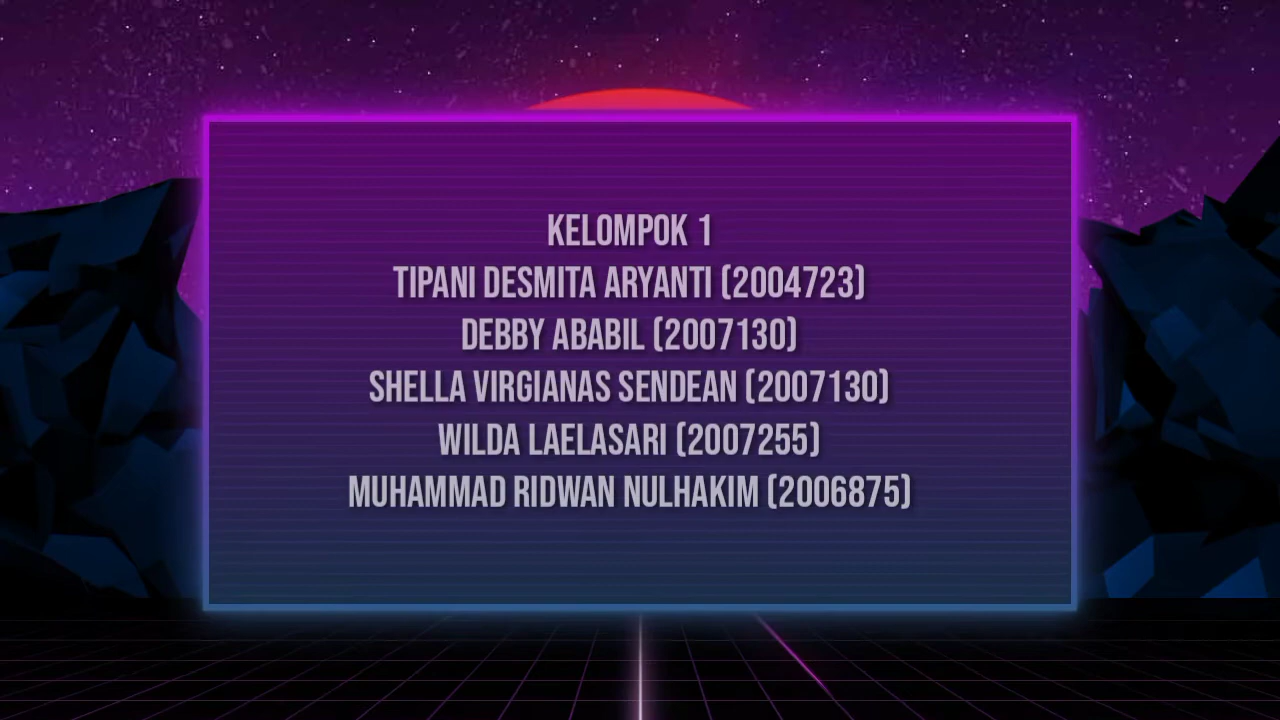 KELOMPOK 1
TIPANI DESMITA ARYANTI (2004723)
DEBBY ABABIL (2007130)
SHELLA VIRGIANAS SENDEAN (2007130)
WILDA LAELASARI (2007255)
MUHAMMAD RIDWAN NULHAKIM (2006875)